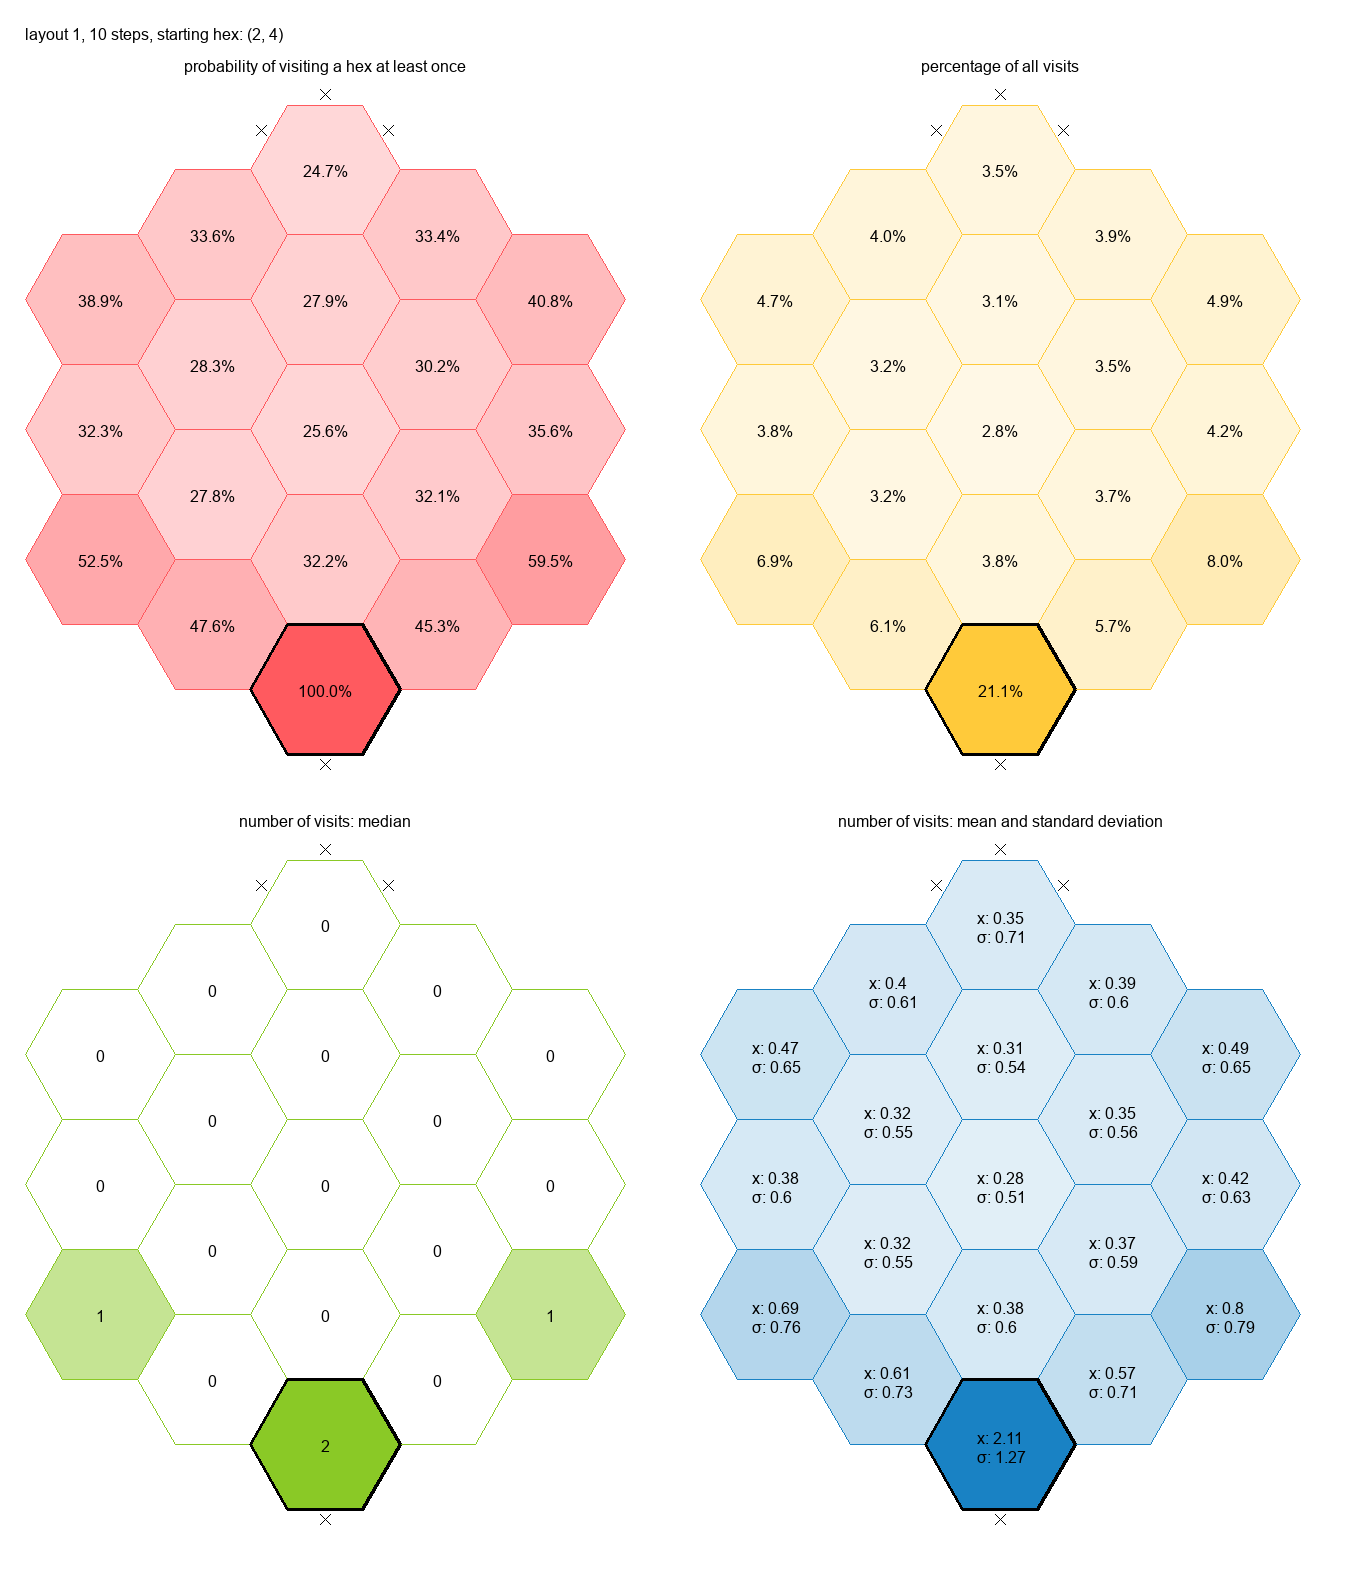 layout 1, 10 steps, starting hex: (2, 4)
probability of visiting a hex at least once
24.7%
33.6% 33.4%
38.9% 27.9% 40.8%
28.3% 30.2%
32.3% 25.6% 35.6%
27.8% 32.1%
52.5% 32.2% 59.5%
47.6% 45.3%
100.0%
percentage of all visits
3.5%
4.0% 3.9%
4.7% 3.1% 4.9%
3.2% 3.5%
3.8% 2.8% 4.2%
3.2% 3.7%
6.9% 3.8% 8.0%
6.1% 5.7%
21.1%
number of visits: median
0
0 0
0 0 0
0 0
0 0 0
0 0
1 0 1
0 0
2
number of visits: mean and standard deviation
x: 0.35
σ: 0.71
x: 0.4 x: 0.39
σ: 0.61 σ: 0.6
x: 0.47 x: 0.31 x: 0.49
σ: 0.65 σ: 0.54 σ: 0.65
x: 0.32 x: 0.35
σ: 0.55 σ: 0.56
x: 0.38 x: 0.28 x: 0.42
σ: 0.6 σ: 0.51 σ: 0.63
x: 0.32 x: 0.37
σ: 0.55 σ: 0.59
x: 0.69 x: 0.38 x: 0.8
σ: 0.76 σ: 0.6 σ: 0.79
x: 0.61 x: 0.57
σ: 0.73 σ: 0.71
x: 2.11
σ: 1.27